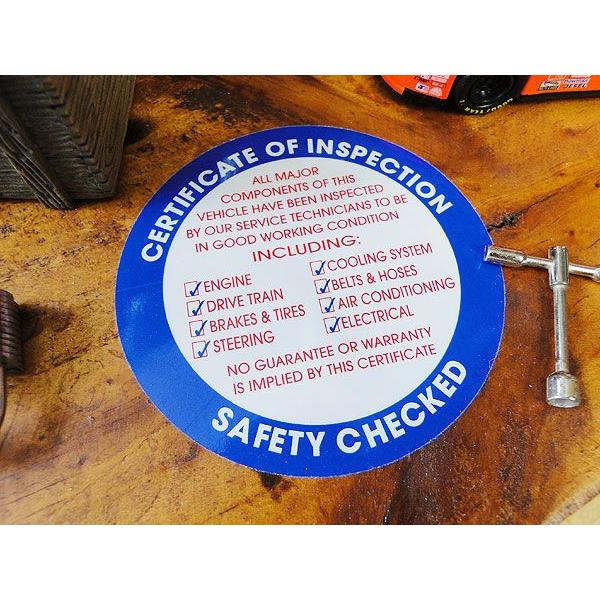 CERTIFICATE OF INSPECTION
ALL MAJOR
COMPONENTS OF THIS
VEHICLE HAVE BEEN INSPECTED
BY OUR SERVICE TECHNICIANS TO BE
IN GOOD WORKING CONDITION
INCLUDING:
ENGINE
DRIVE TRAIN
BRAKES & TIRES
STEERING
COOLING SYSTEM
BELTS & HOSES
AIR CONDITIONING
ELECTRICAL
NO GUARANTEE OR WARRANTY
IS IMPLIED BY THIS CERTIFICATE
SAFETY CHECKED